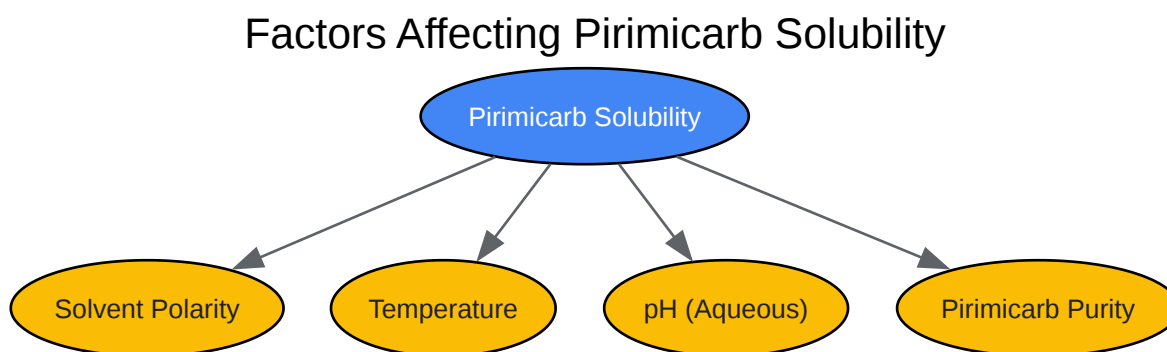 Factors Affecting Pirimicarb Solubility
Pirimicarb Solubility
Solvent Polarity
Temperature
pH (Aqueous)
Pirimicarb Purity